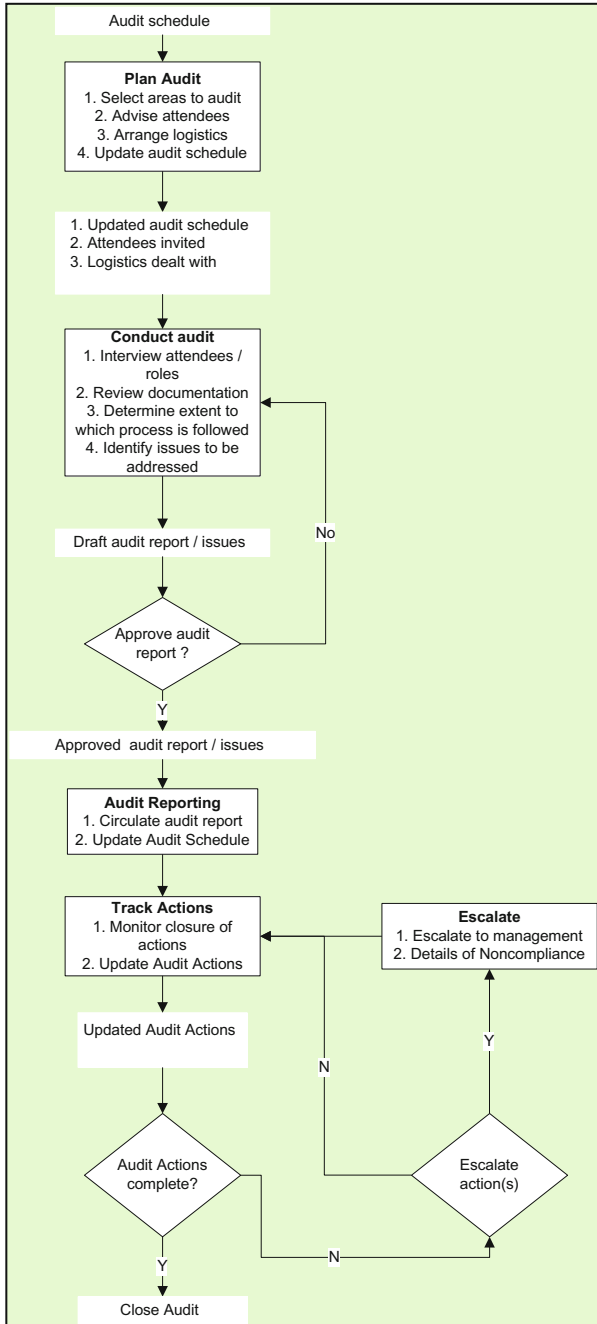 Audit schedule
Plan Audit
1. Select areas to audit
2. Advise attendees
3. Arrange logistics
4. Update audit schedule
1. Updated audit schedule
2. Attendees invited
3. Logistics dealt with
Conduct audit
1. Interview attendees /
roles
2. Review documentation
3. Determine extent to
which process is followed
4. Identify issues to be
addressed
Draft audit report / issues
No
Approve audit
report ?
Y
Approved audit report / issues
Audit Reporting
1. Circulate audit report
2. Update Audit Schedule
Track Actions
1. Monitor closure of
actions
2. Update Audit Actions
Escalate
1. Escalate to management
2. Details of Noncompliance
Updated Audit Actions
N
Y
Audit Actions
complete?
Escalate
action(s)
N
Y
Close Audit